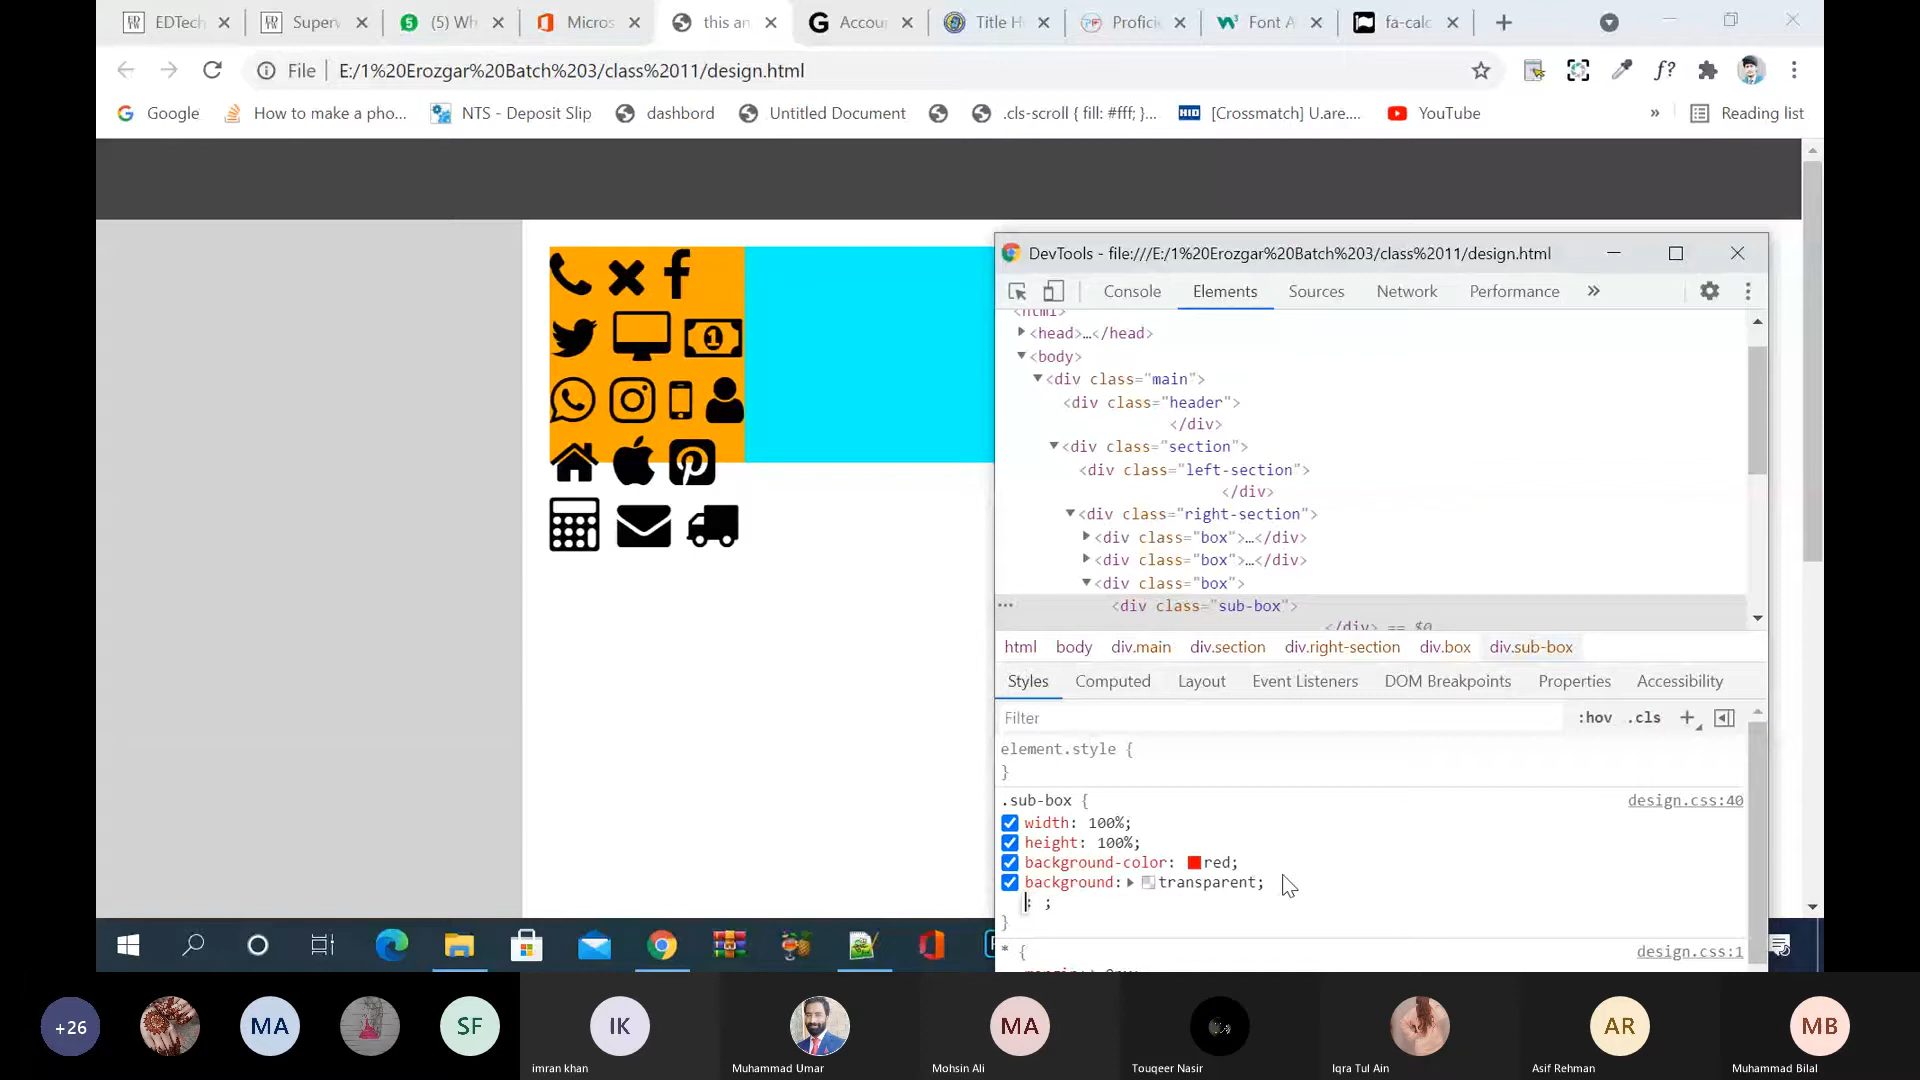 EDTech
Superv
(5) Wh
Micros
this an
Accou
Title H
Proficie
Font A
fa-calc
File
E:/1%20Erozgar%20Batch%203/class%2011/design.html
f?
Google
How to make a pho...
NTS - Deposit Slip
dashbord
Untitled Document
.cls-scroll { fill: #fff; }...
HID
[Crossmatch] U.are....
YouTube
»
Reading list
DevTools - file:///E:/1%20Erozgar%20Batch%203/class%2011/design.html
Console
Elements
Sources
Network
Performance
»
<html>
<head>…</head>
<body>
<div class="main">
<div class="header">
</div>
<div class="section">
<div class="left-section">
</div>
<div class="right-section">
<div class="box">…</div>
<div class="box">…</div>
<div class="box">
<div class="sub-box">
</div> == $0
html
body
div.main
div.section
div.right-section
div.box
div.sub-box
Styles
Computed
Layout
Event Listeners
DOM Breakpoints
Properties
Accessibility
Filter
:hov
.cls
element.style {
}
.sub-box {
design.css:40
width: 100%;
height: 100%;
background-color: red;
background: transparent;
: ;
}
* {
design.css:1
+26
MA
SF
IK
MA
AR
MB
imran khan
Muhammad Umar
Mohsin Ali
Touqeer Nasir
Iqra Tul Ain
Asif Rehman
Muhammad Bilal